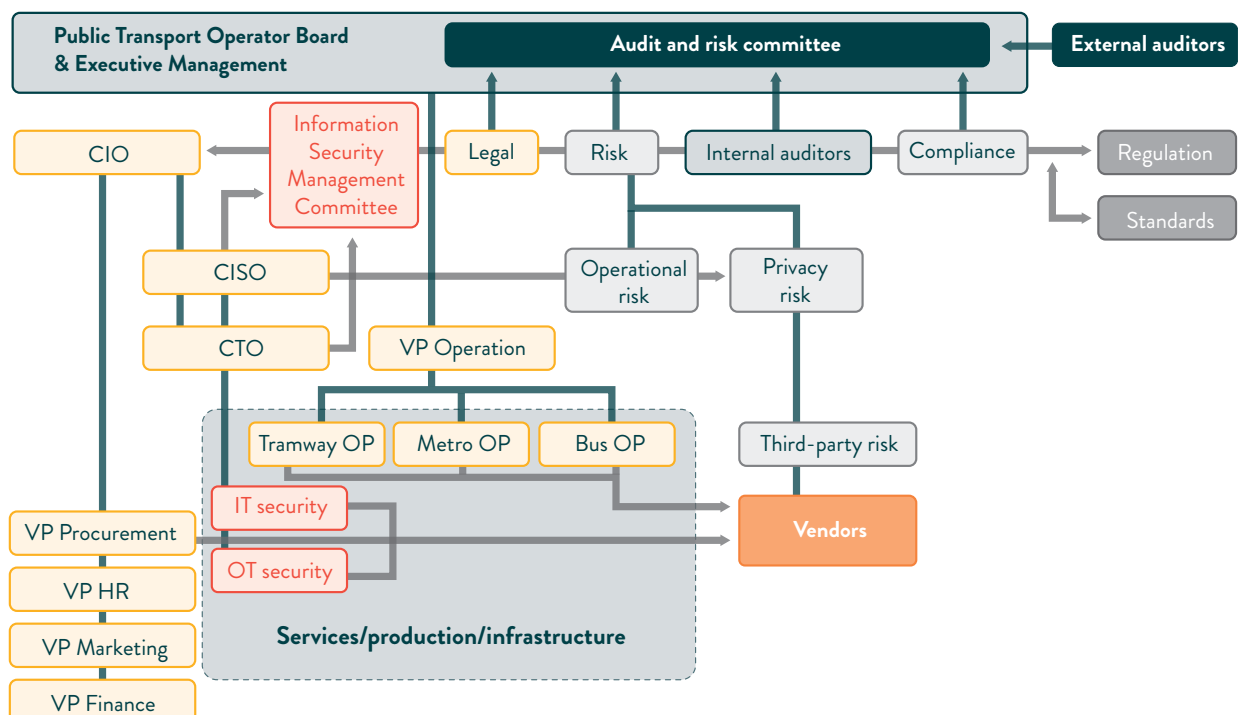 Public Transport Operator Board
& Executive Management
Audit and risk committee
External auditors
CIO
Information
Security
Management
Committee
Legal
Risk
Internal auditors
Compliance
Regulation
Standards
CISO
Operational
risk
Privacy
risk
CTO
VP Operation
Tramway OP
Metro OP
Bus OP
Third-party risk
IT security
VP Procurement
Vendors
OT security
VP HR
Services/production/infrastructure
VP Marketing
VP Finance